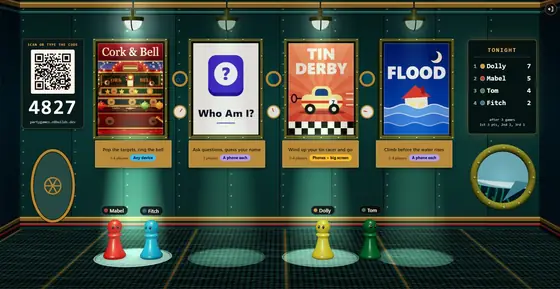 SCAN OR TYPE THE CODE
4827
Cork & Bell
Pop the targets, ring the bell
Any device
?
Who Am I?
Ask questions, guess your name
A phone each
TIN
DERBY
Wind up your tin racer and go
Phones + big screen
FLOOD
Climb before the water rises
A phone each
TONIGHT
1 Dolly 7
2 Mabel 5
3 Tom 4
4 Fitch 2
after 3 games
Mabel
Fitch
Dolly
Tom